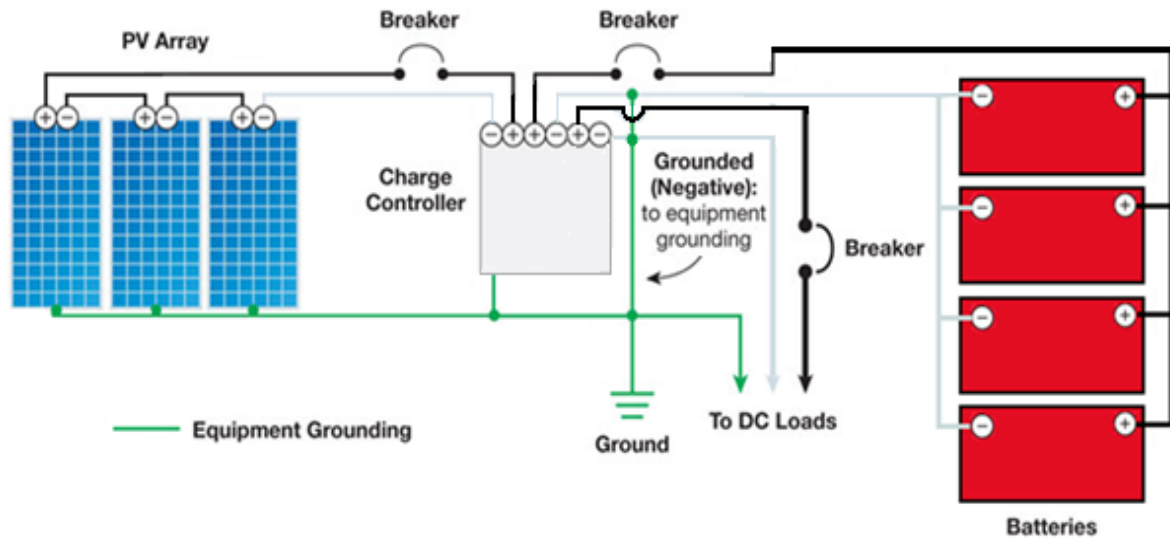 Breaker
Breaker
PV Array
Charge
Controller
Grounded
(Negative):
to equipment
grounding
Breaker
Equipment Grounding
Ground
To DC Loads
Batteries